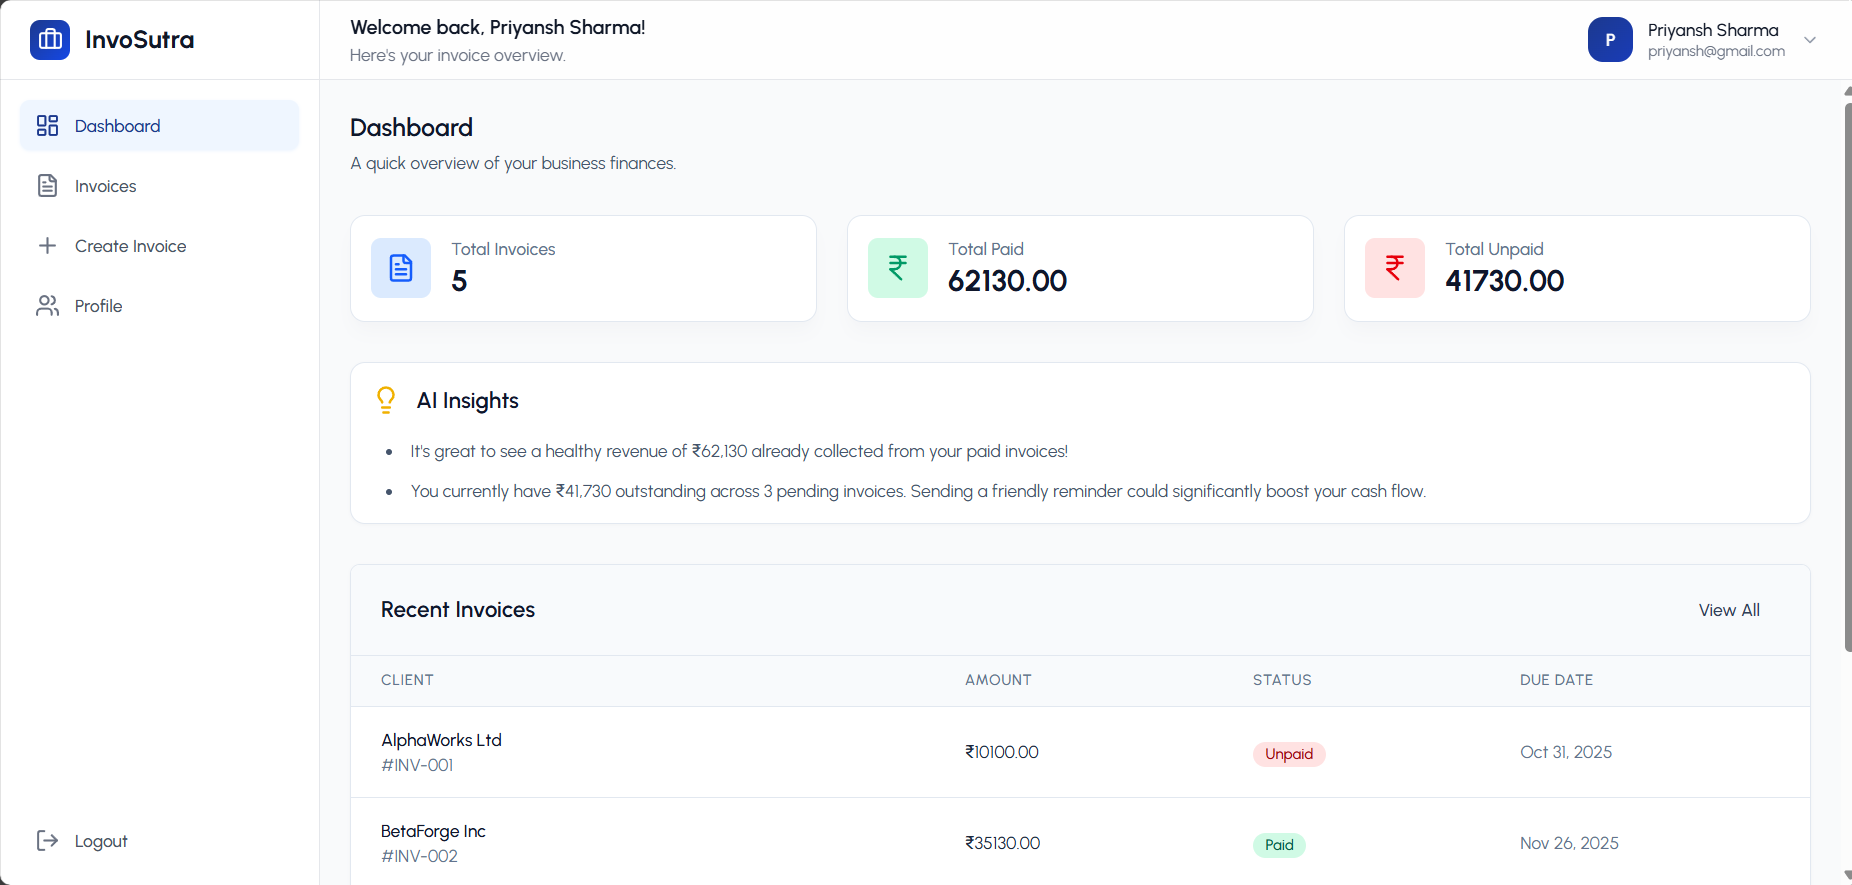 InvoSutra
Welcome back, Priyansh Sharma!
Here's your invoice overview.
P
Priyansh Sharma
priyansh@gmail.com
Dashboard
Invoices
Create Invoice
Profile
Logout
Dashboard
A quick overview of your business finances.
Total Invoices
5
₹
Total Paid
62130.00
₹
Total Unpaid
41730.00
AI Insights
• It's great to see a healthy revenue of ₹62,130 already collected from your paid invoices!
• You currently have ₹41,730 outstanding across 3 pending invoices. Sending a friendly reminder could significantly boost your cash flow.
Recent Invoices View All
CLIENT AMOUNT STATUS DUE DATE
AlphaWorks Ltd
#INV-001
₹10100.00 Unpaid Oct 31, 2025
BetaForge Inc
#INV-002
₹35130.00 Paid Nov 26, 2025